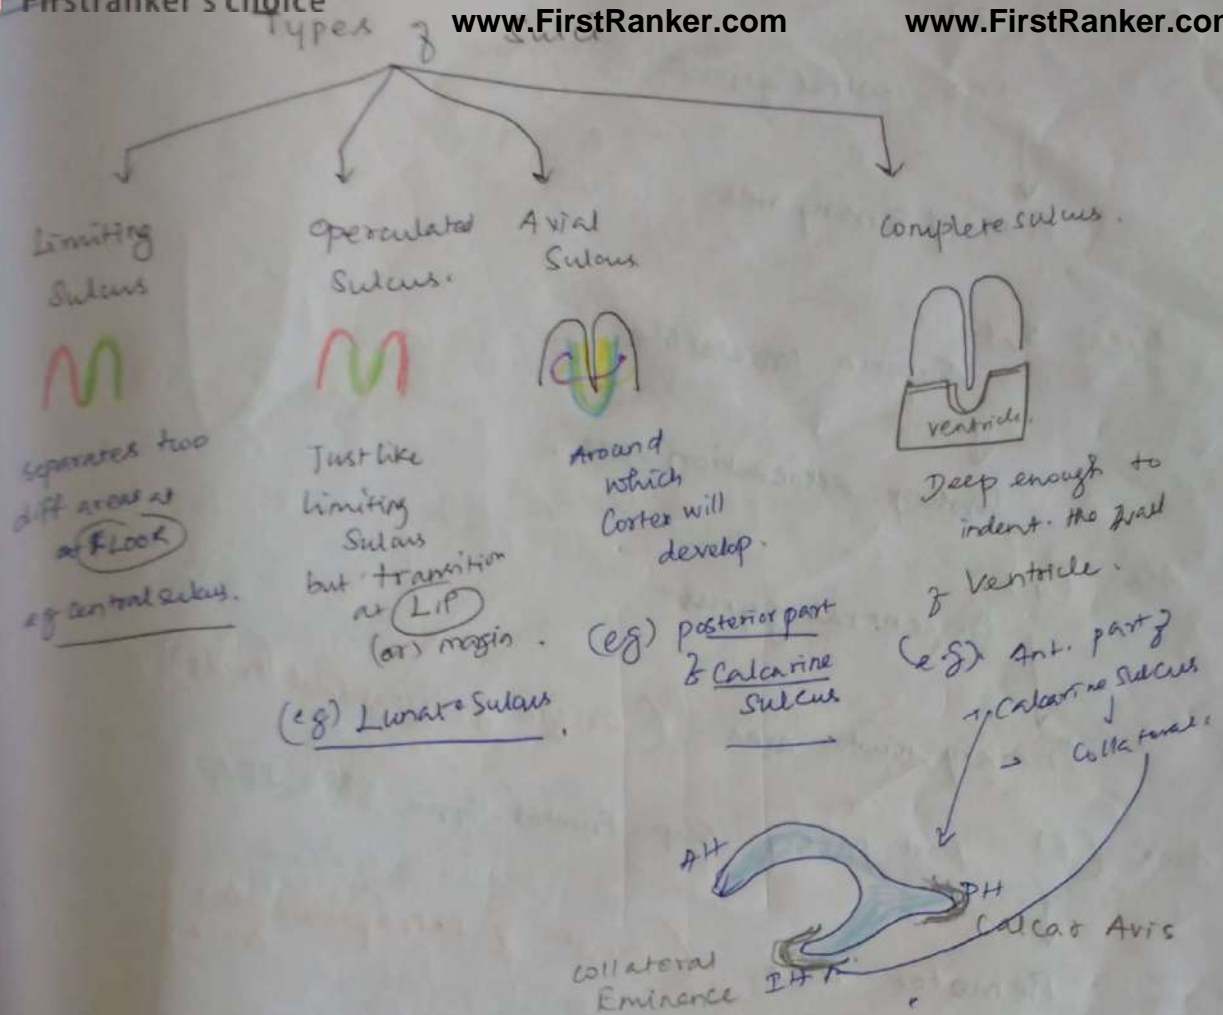 Firstranker's choice
www.FirstRanker.com
www.FirstRanker.com
Types of Sulci
Limiting
Sulcus
Operculated
Sulcus.
Axial
Sulcus
Complete sulcus.
ventricle.
separates two
diff areas at
at FLOOR
eg Central Sulcus.
Just like
limiting
Sulcus
but transition
at LIP
(or) margin.
(eg) Lunate Sulcus.
Around
which
Cortex will
develop.
(eg) posterior part
of Calcarine
Sulcus
Deep enough to
indent the wall
of Ventricle.
(e.g). Ant. part of
→ Calcarine Sulcus
→ Collateral.
AH
PH
Calcar Avis
IH
Collateral
Eminence